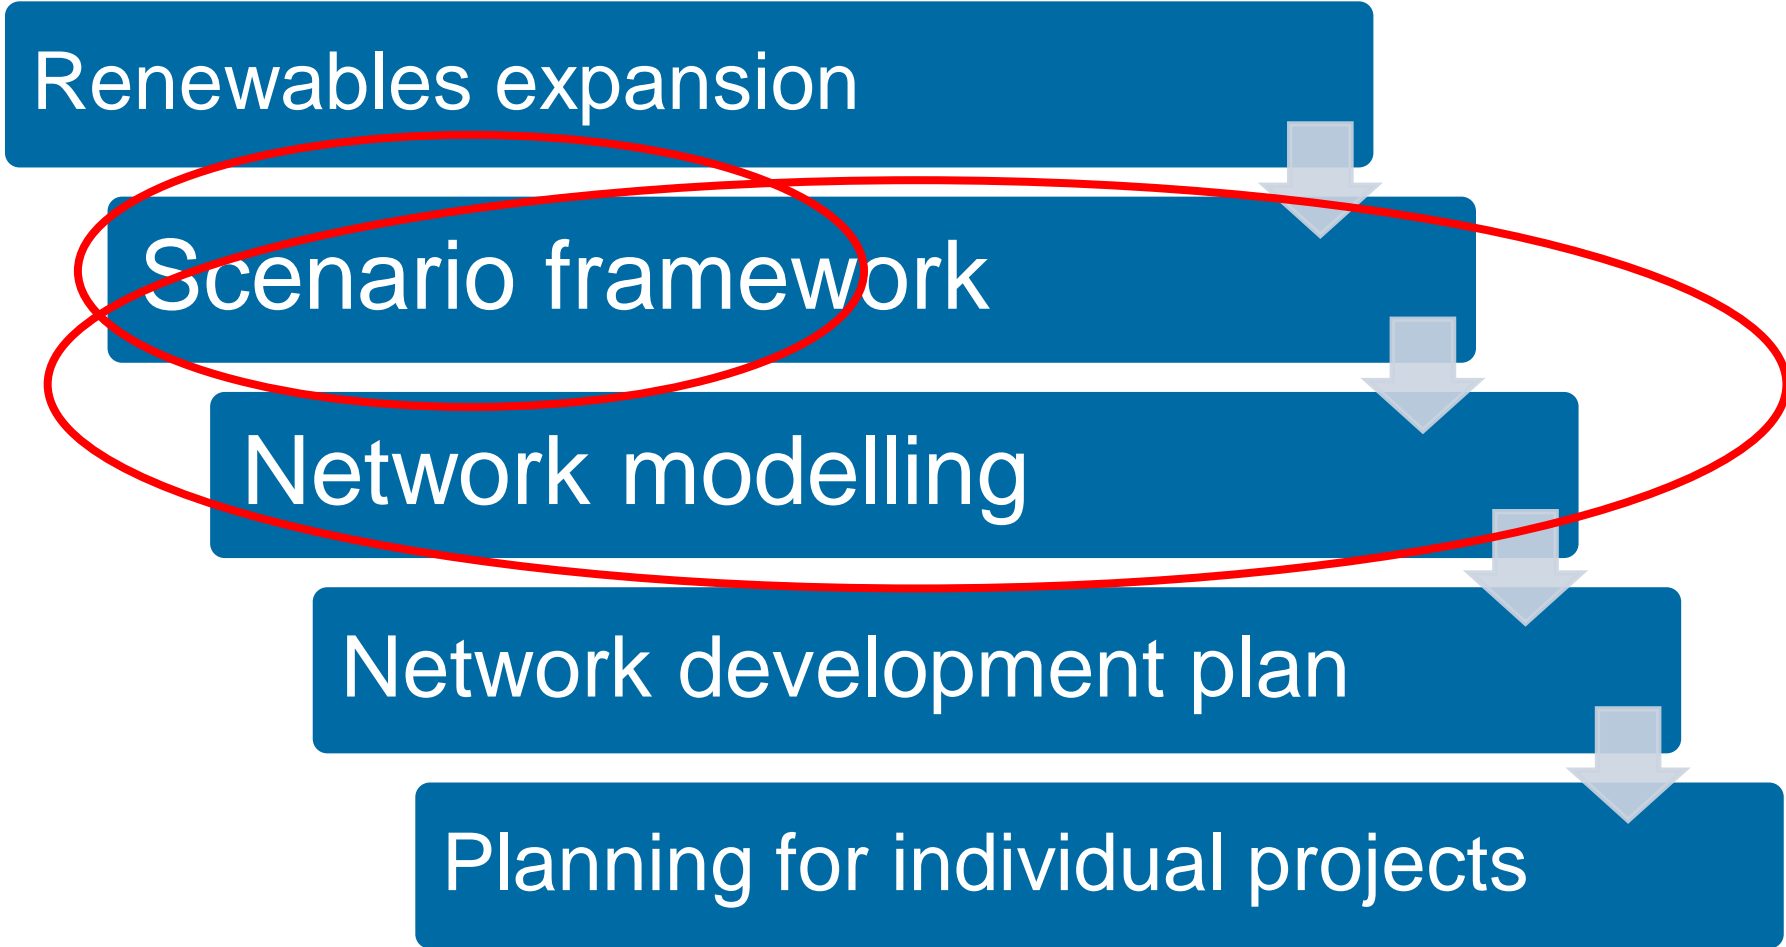 Renewables expansion
Scenario framework
Network modelling
Network development plan
Planning for individual projects